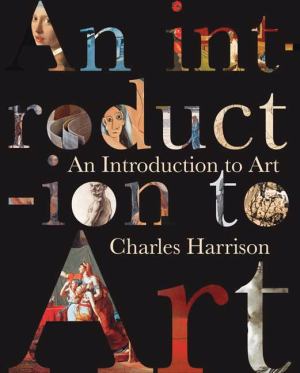 An int-
roduct
-ion to
An Introduction to Art
Charles Harrison
Art